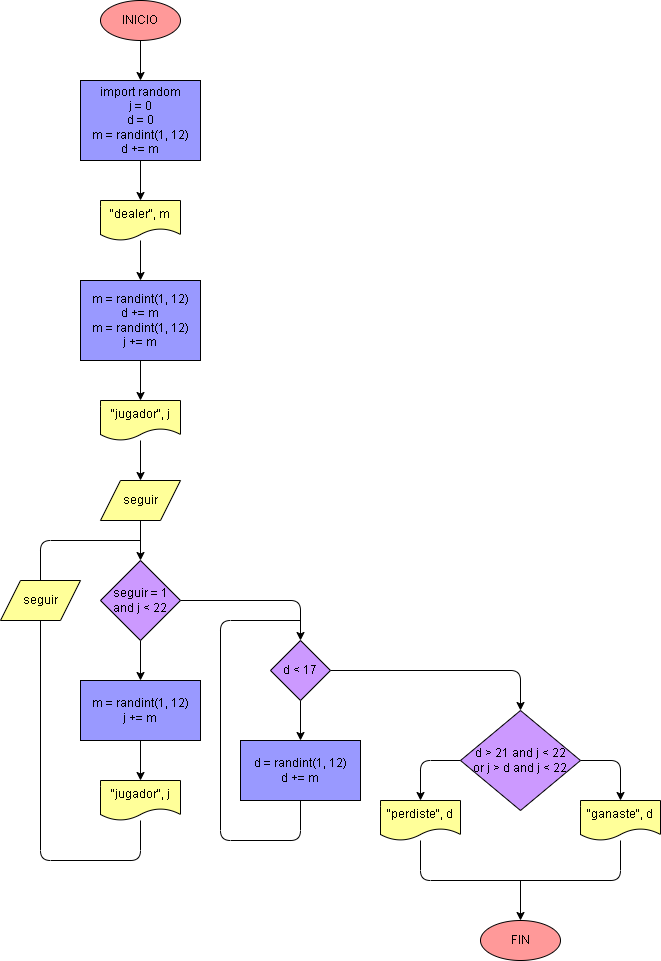 INICIO
import random
j = 0
d = 0
m = randint(1, 12)
d += m
"dealer", m
m = randint(1, 12)
d += m
m = randint(1, 12)
j += m
"jugador", j
seguir
seguir
seguir = 1
and j < 22
m = randint(1, 12)
j += m
"jugador", j
d < 17
d = randint(1, 12)
d += m
d > 21 and j < 22
or j > d and j < 22
"perdiste", d
"ganaste", d
FIN